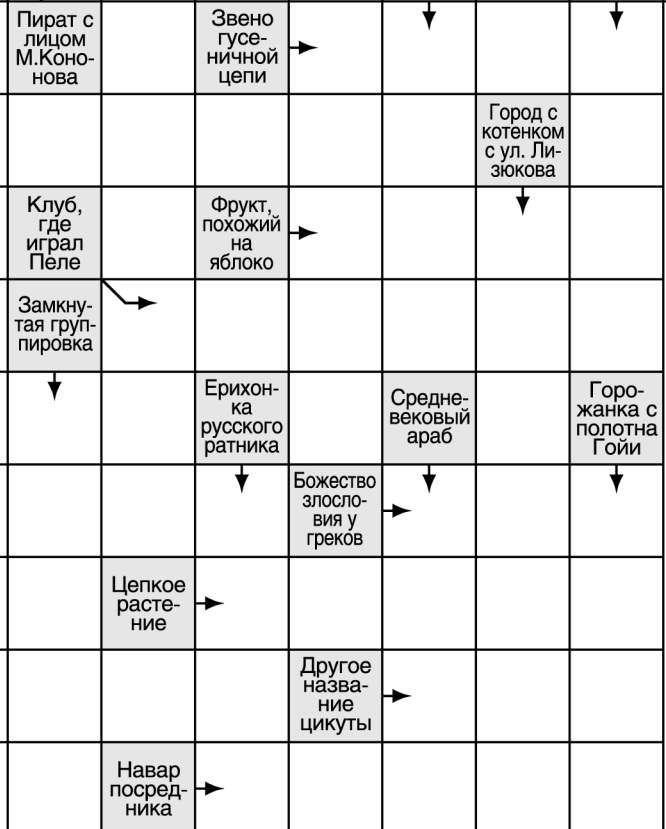 Пират с
лицом
М.Коно-
нова
Звено
гусе-
ничной
цепи
Город с
котенком
с ул. Ли-
зюкова
Клуб,
где
играл
Пеле
Фрукт,
похожий
на
яблоко
Замкну-
тая груп-
пировка
Ерихон-
ка
русского
ратника
Средне-
вековый
араб
Горо-
жанка с
полотна
Гойи
Божество
злосло-
вия у
греков
Цепкое
расте-
ние
Другое
назва-
ние
цикуты
Навар
посред-
ника